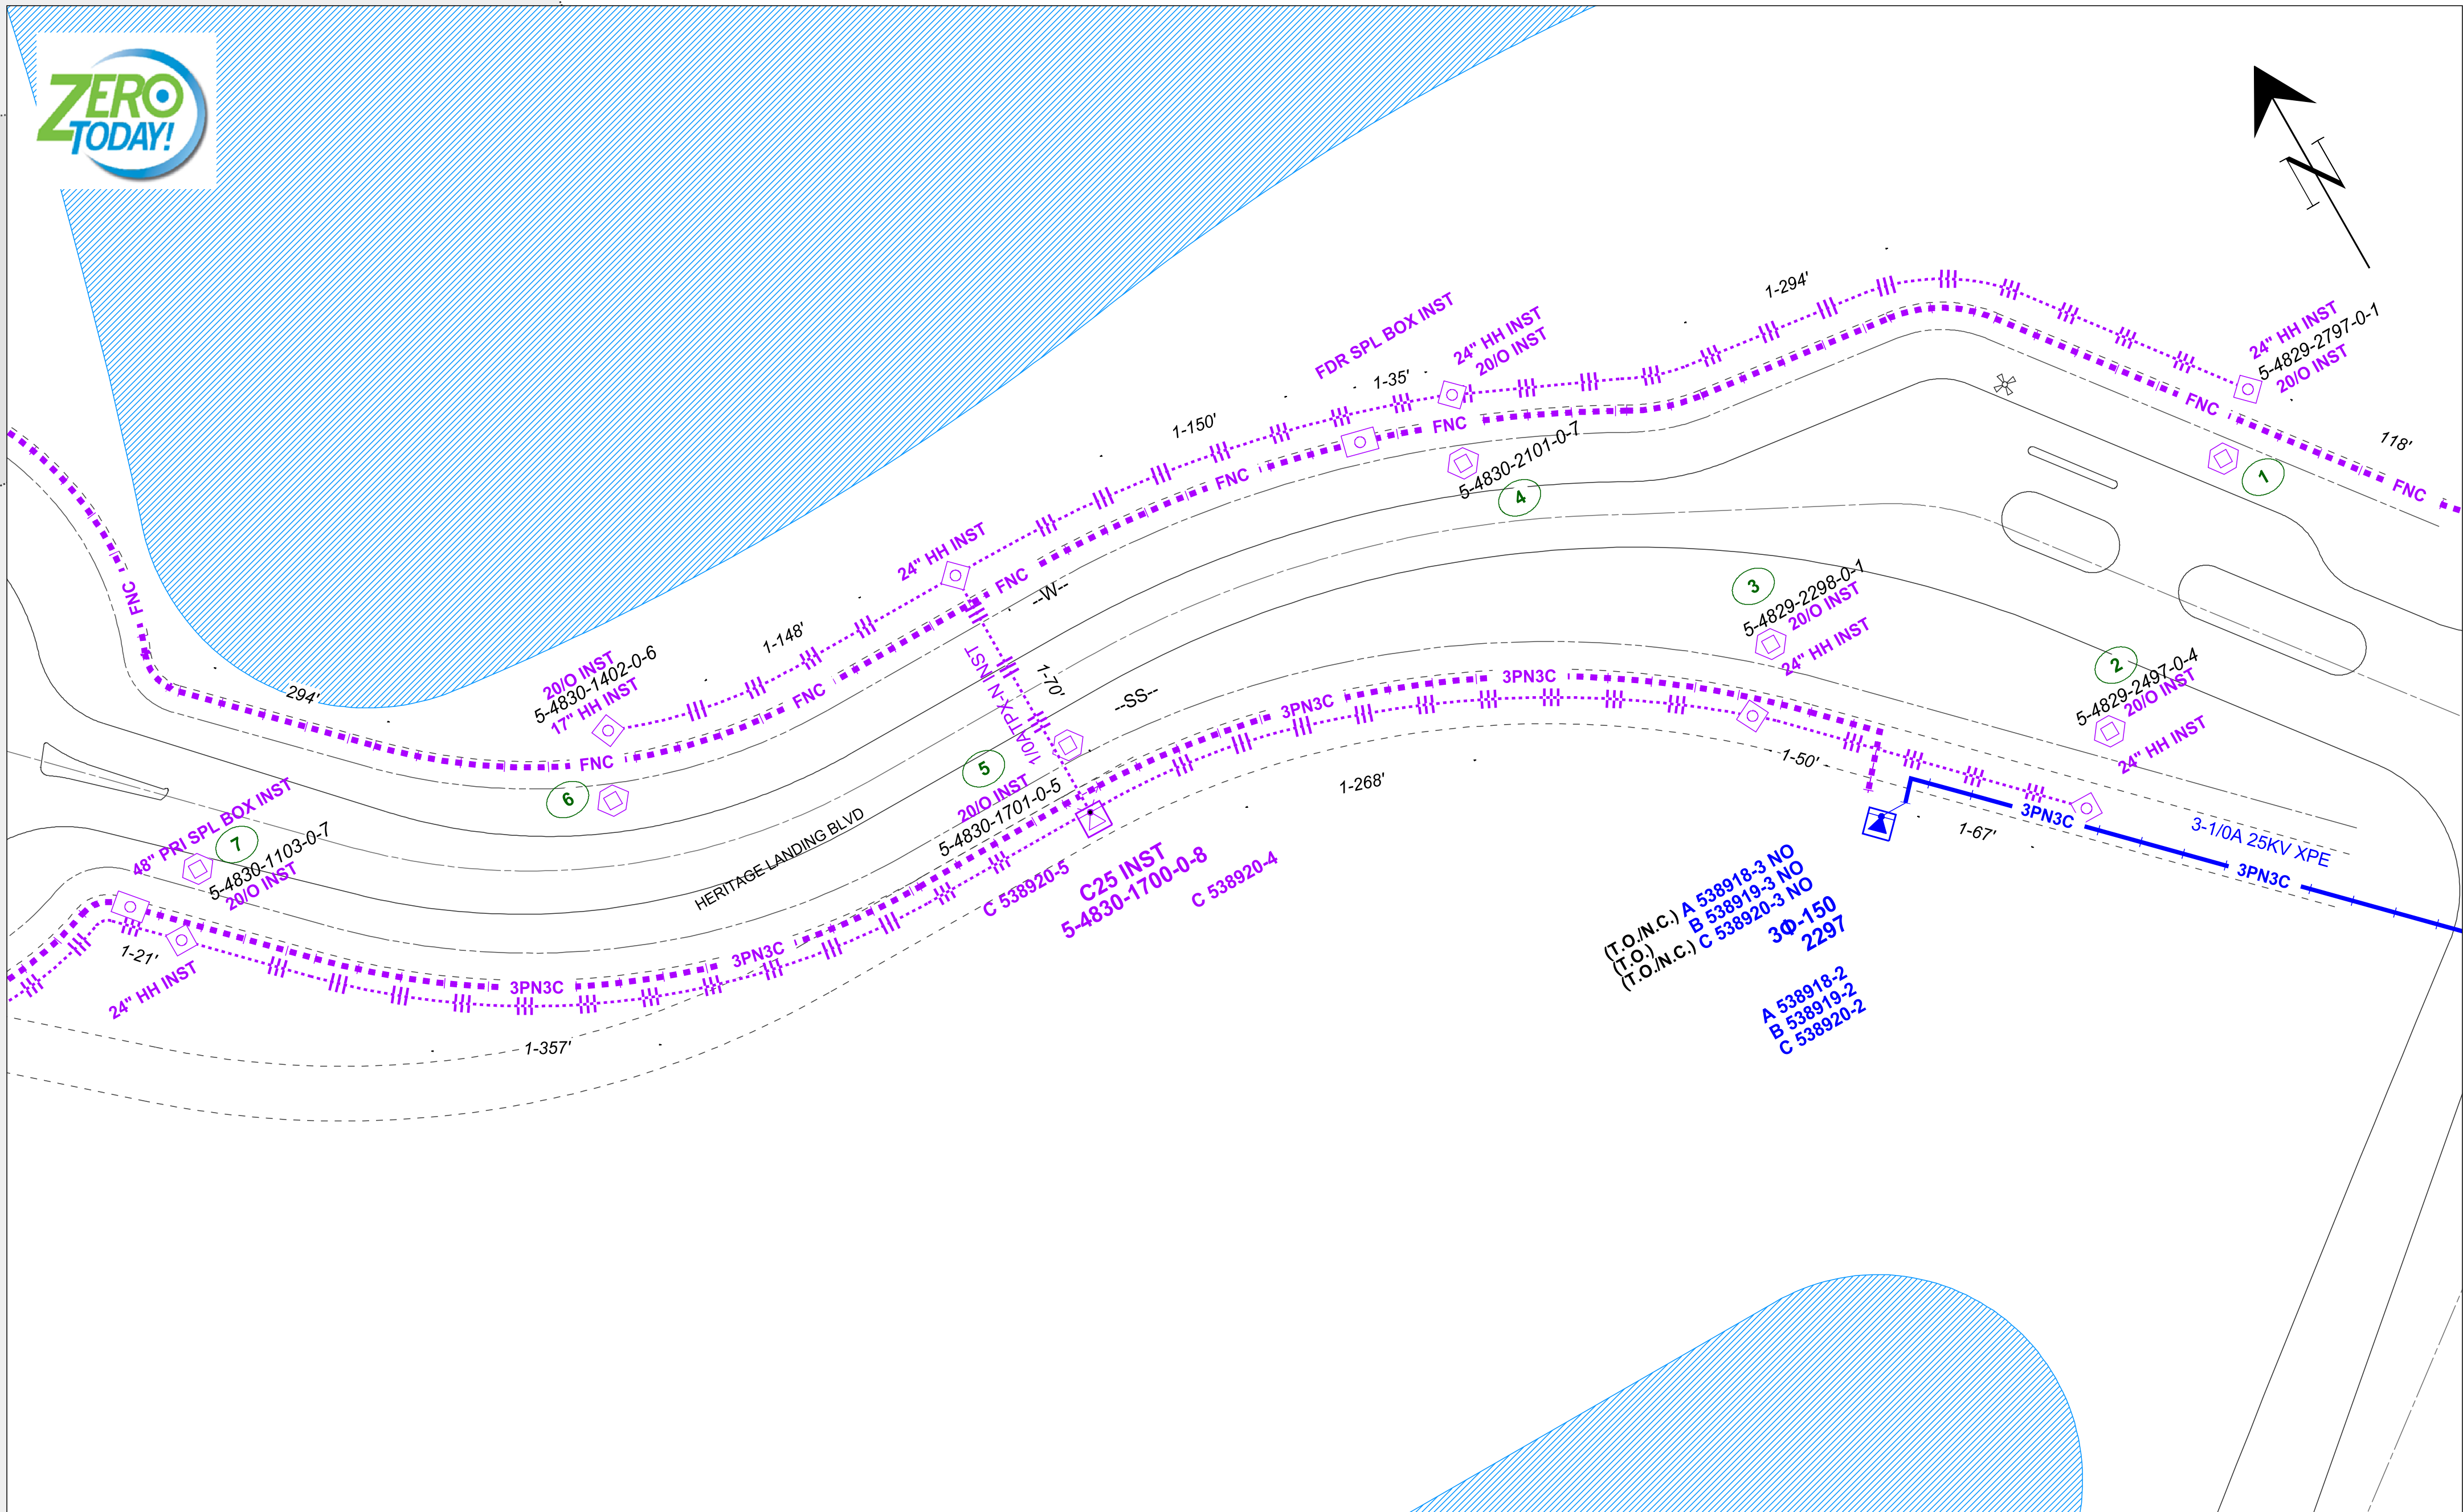 ZERO
TODAY!
N
1-294'
24" HH INST
5-4829-2797-0-1
20/O INST
FDR SPL BOX INST
24" HH INST
20/O INST
1-35'
1-150'
FNC
118'
FNC
1
FNC
FNC
5-4830-2101-0-7
4
24" HH INST
FNC
--W--
FNC
3
5-4829-2298-0-1
20/O INST
24" HH INST
1-148'
20/O INST
5-4830-1402-0-6
17" HH INST
294'
FNC
FNC
1/0ATPX-N INST
1-70'
--SS--
3PN3C
3PN3C
2
5-4829-2497-0-4
20/O INST
24" HH INST
1-50'
1-268'
5
20/O INST
5-4830-1701-0-5
6
HERITAGE LANDING BLVD
48" PRI SPL BOX INST
7
5-4830-1103-0-7
20/O INST
1-21'
24" HH INST
3PN3C
3PN3C
1-357'
C 538920-5
C25 INST
5-4830-1700-0-8
C 538920-4
3PN3C
1-67'
3-1/0A 25KV XPE
3PN3C
(T.O./N.C.) A 538918-3 NO
(T.O.) B 538919-3 NO
(T.O./N.C.) C 538920-3 NO
3Φ-150
2297
A 538918-2
B 538919-2
C 538920-2